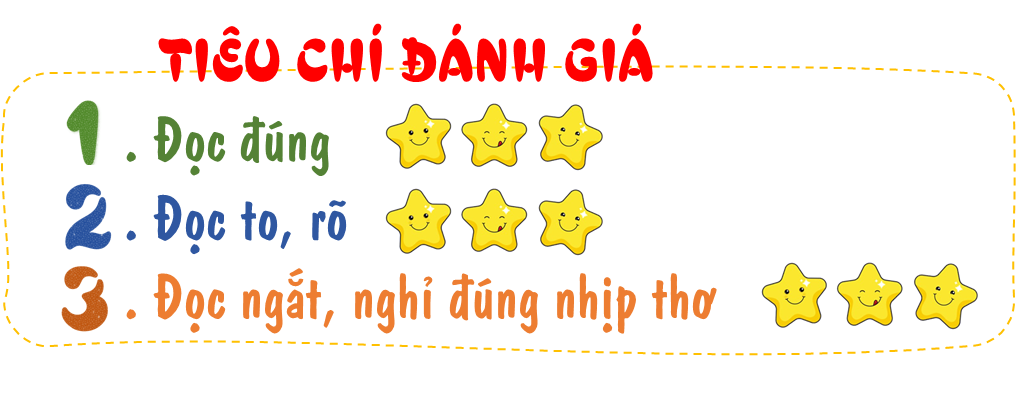 TIÊU CHÍ ĐÁNH GIÁ
1. Đọc đúng
2. Đọc to, rõ
3. Đọc ngắt, nghỉ đúng nhịp thơ